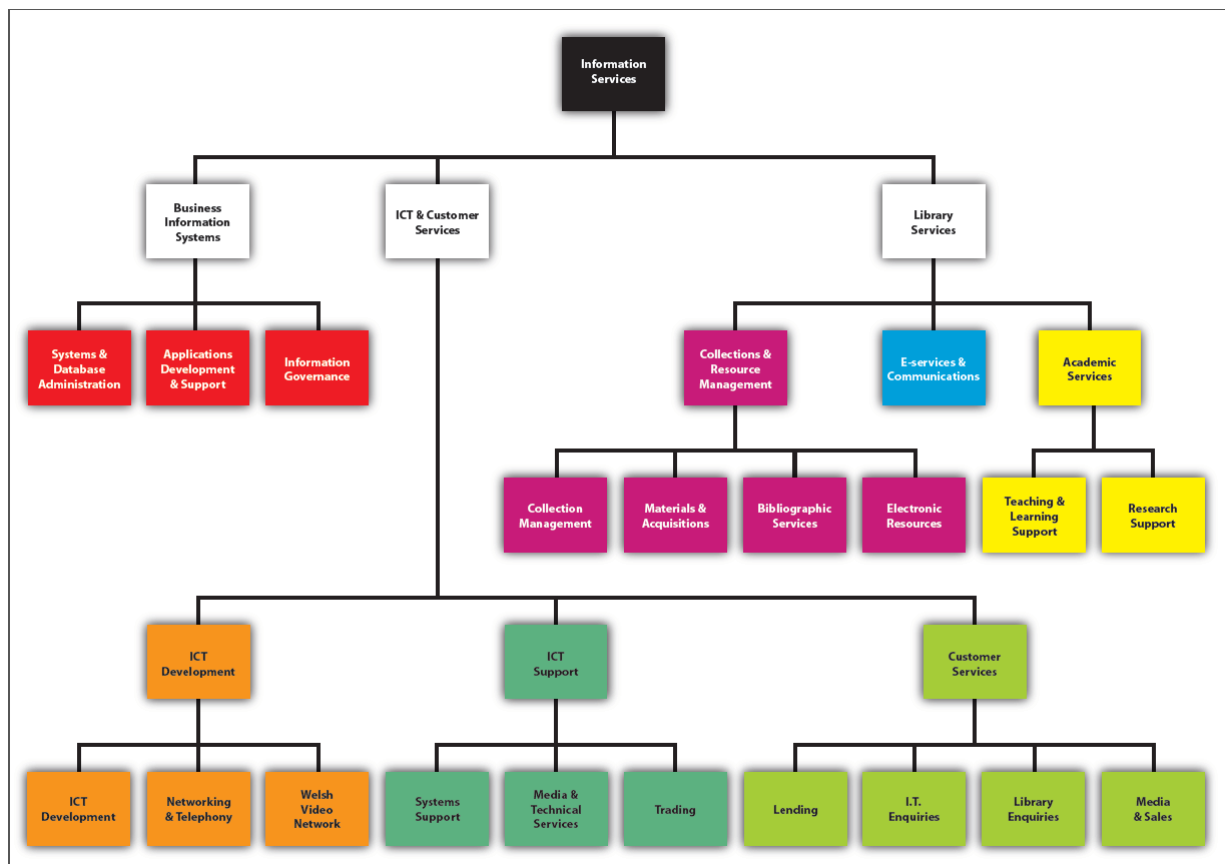 Information
Services
Business
Information
Systems
ICT & Customer
Services
Library
Services
Systems &
Database
Administration
Applications
Development
& Support
Information
Governance
Collections &
Resource
Management
E-services &
Communications
Academic
Services
Collection
Management
Materials &
Acquisitions
Bibliographic
Services
Electronic
Resources
Teaching &
Learning
Support
Research
Support
ICT
Development
ICT
Support
Customer
Services
ICT
Development
Networking
& Telephony
Welsh
Video
Network
Systems
Support
Media &
Technical
Services
Trading
Lending
I.T.
Enquiries
Library
Enquiries
Media
& Sales